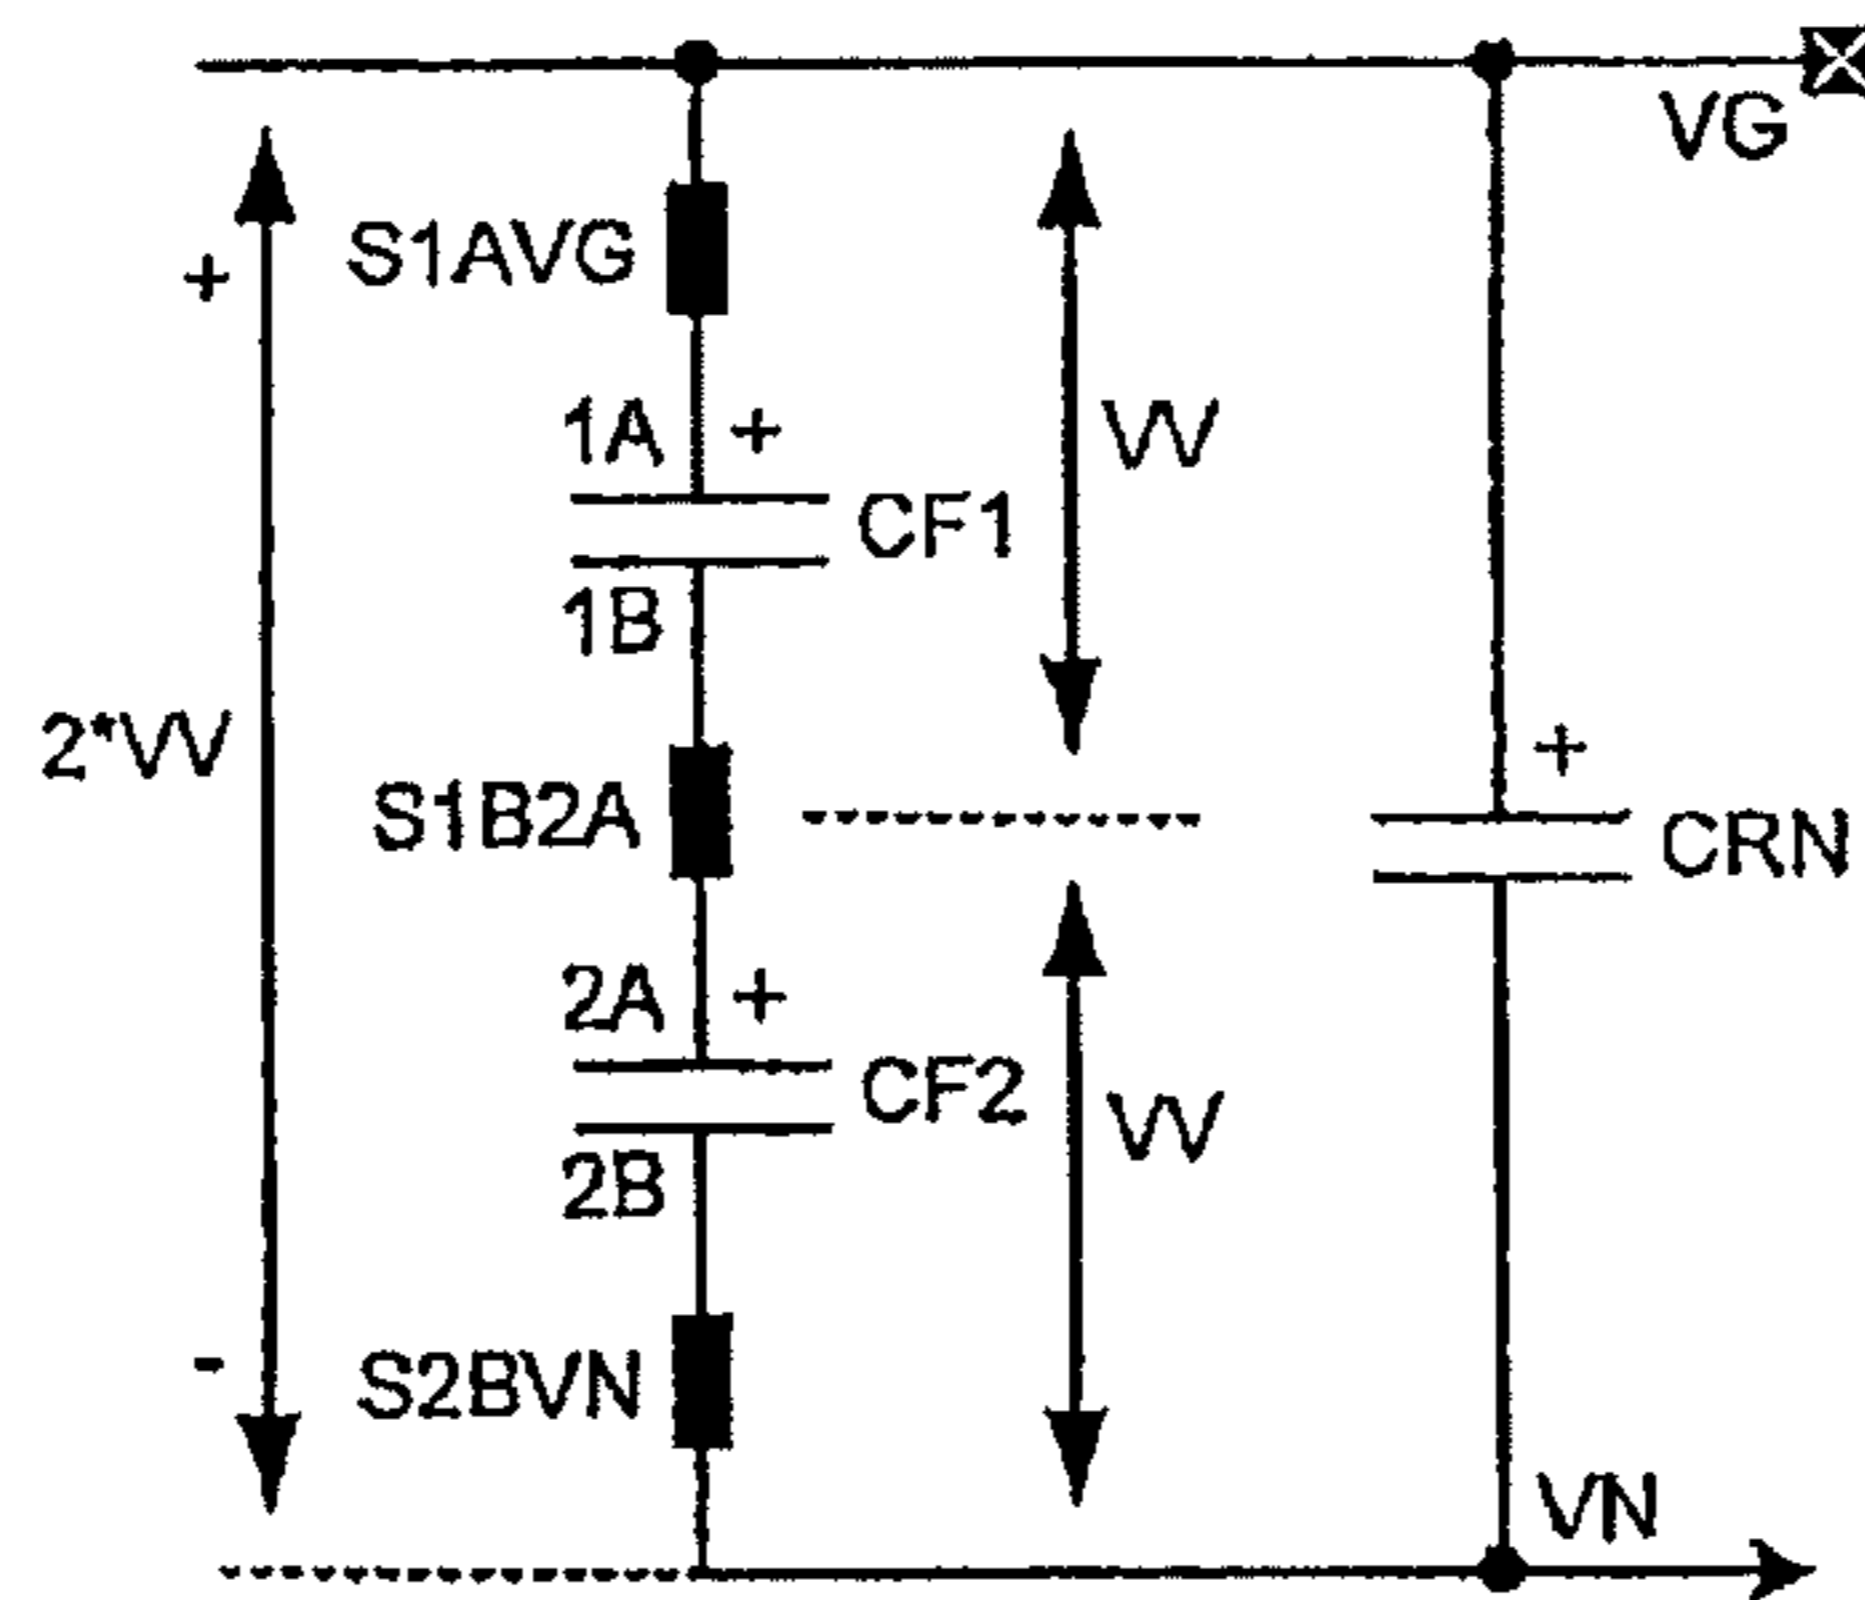 VG
S1AVG
+
1A +
VV
CF1
1B
2*VV
+
S1B2A
CRN
2A +
CF2
VV
2B
-
S2BVN
VN